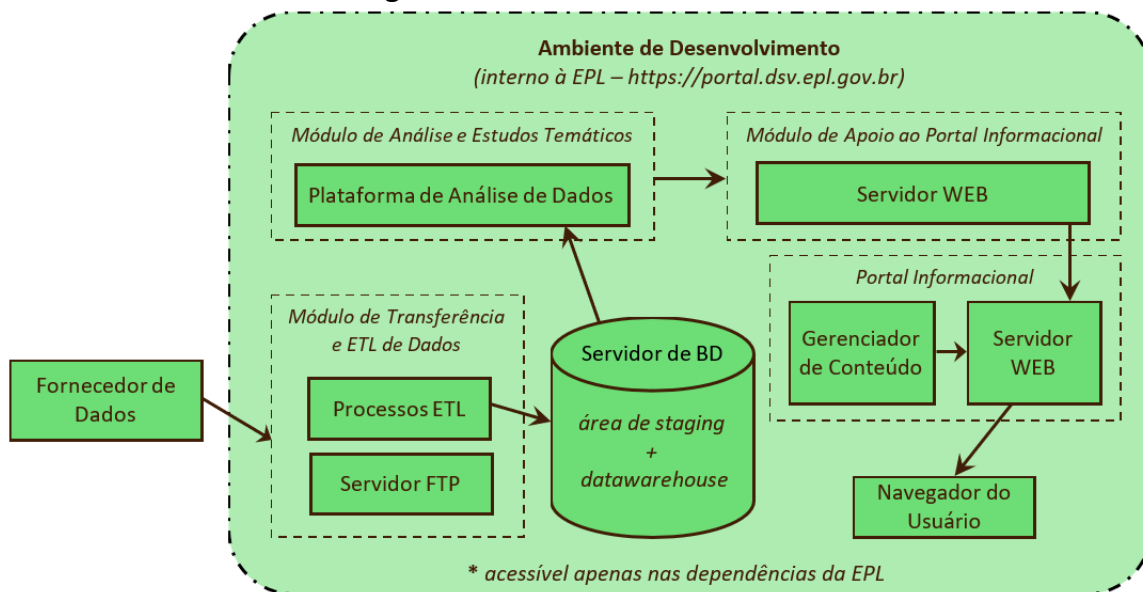 Ambiente de Desenvolvimento
(interno à EPL – https://portal.dsv.epl.gov.br)
Módulo de Análise e Estudos Temáticos
Plataforma de Análise de Dados
Módulo de Apoio ao Portal Informacional
Servidor WEB
Portal Informacional
Gerenciador
de Conteúdo
Servidor
WEB
Módulo de Transferência
e ETL de Dados
Processos ETL
Servidor FTP
Servidor de BD
área de staging
+
datawarehouse
Fornecedor de
Dados
Navegador do
Usuário
* acessível apenas nas dependências da EPL